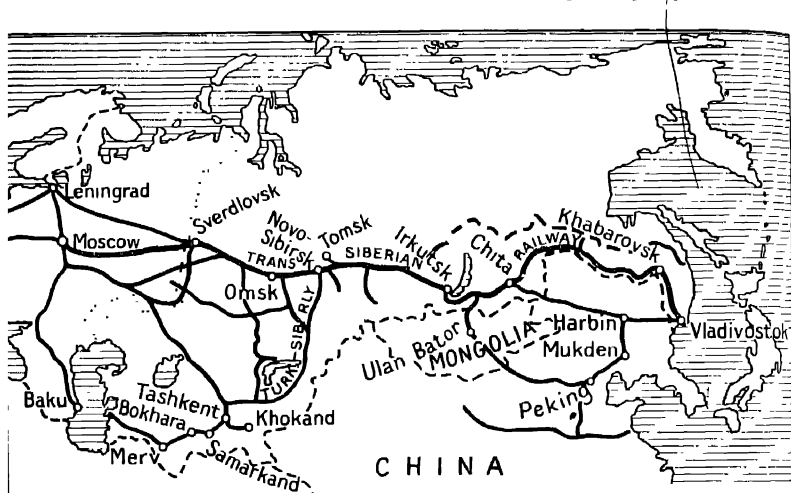 Leningrad
Sverdlovsk
Moscow
Novo-
Sibirsk
Tomsk
Omsk
TRANS SIBERIAN RAILWAY
Irkutsk
Chita
Khabarovsk
TURK-SIB RLY
Ulan Bator
MONGOLIA
Harbin
Mukden
Vladivostok
Peking
Baku
Tashkent
Bokhara
Khokand
Merv
Samarkand
CHINA